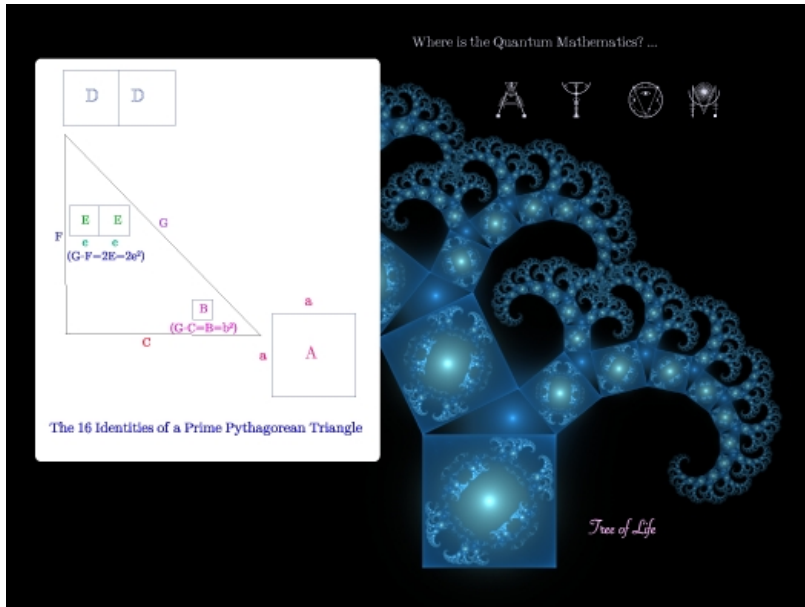 Where is the Quantum Mathematics? ...
D D
E E
e e
F
G
(G-F=2E=2e²)
B
(G-C=B=b²)
C
a
a
A
The 16 Identities of a Prime Pythagorean Triangle
Tree of Life